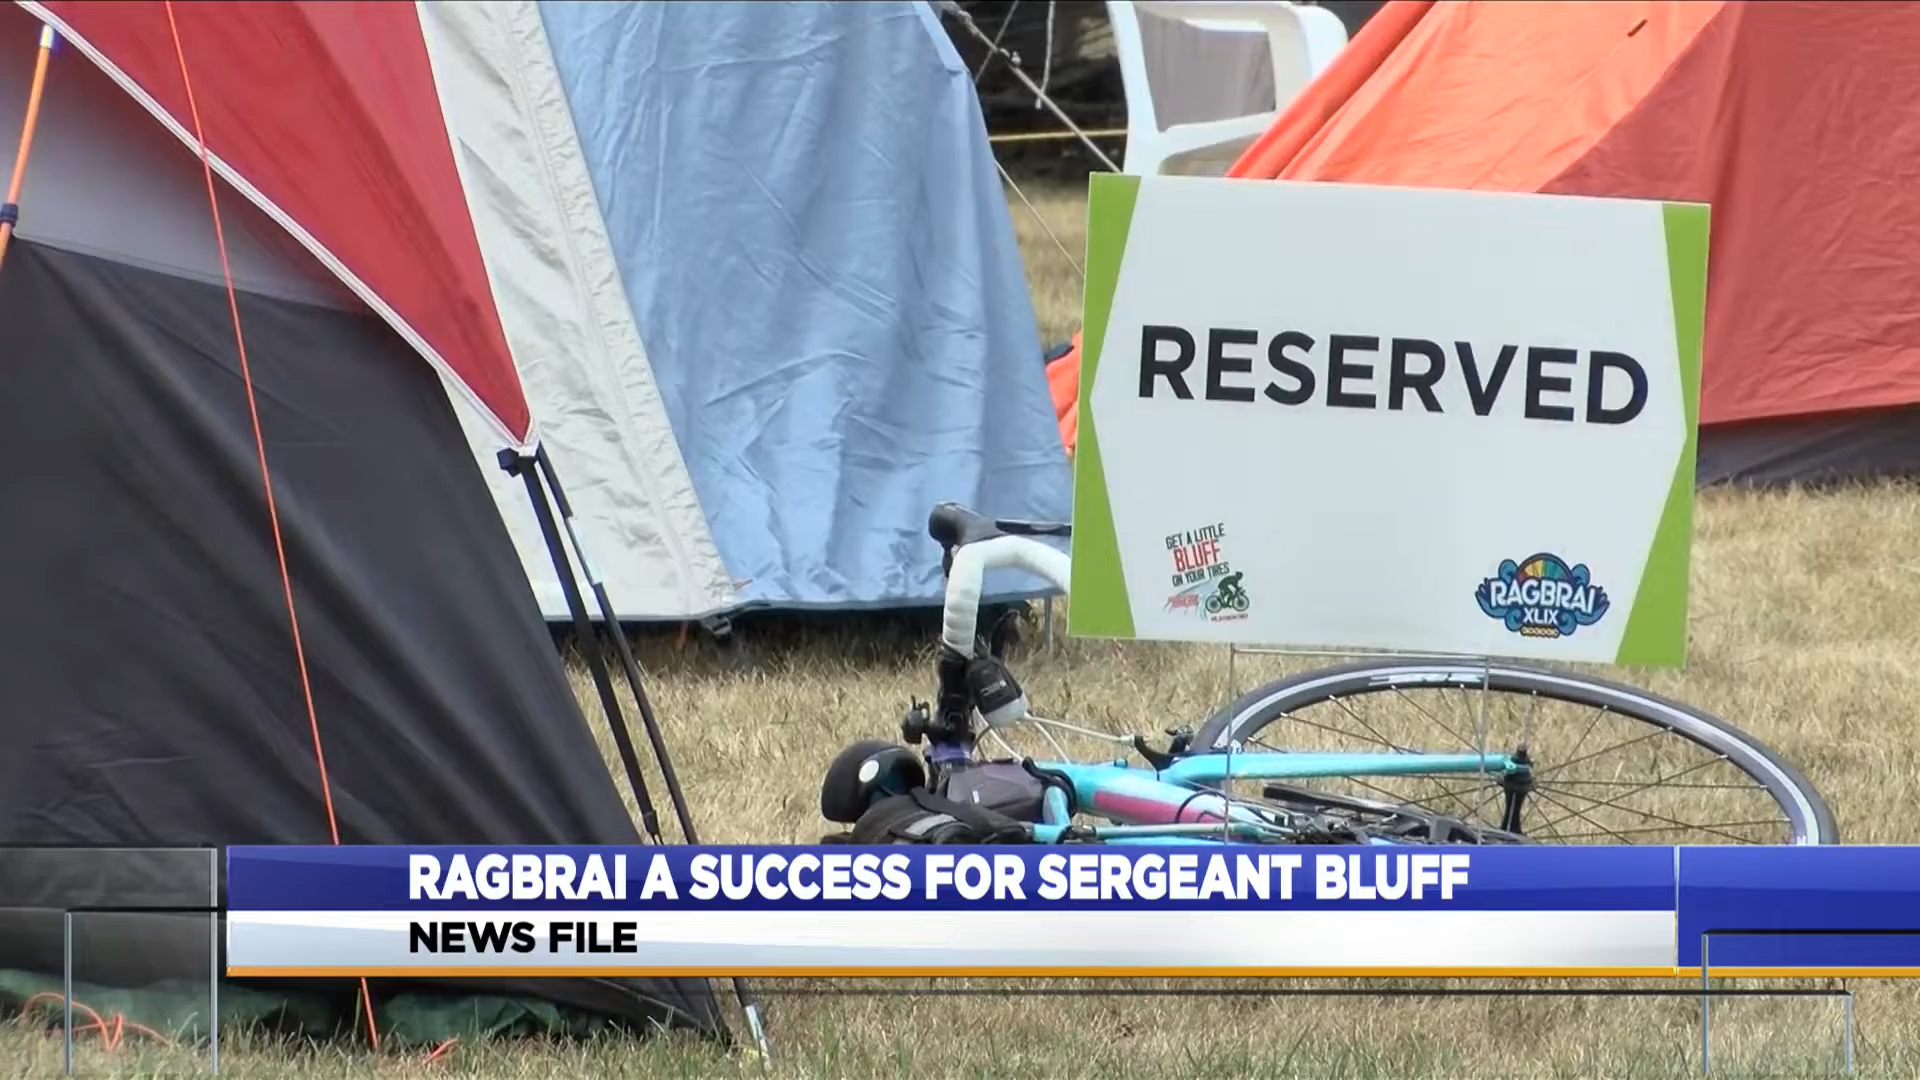 RESERVED
GET A LITTLE
BLUFF
ON YOUR TIRES
RAGBRAI
XLIX
RAGBRAI A SUCCESS FOR SERGEANT BLUFF
NEWS FILE